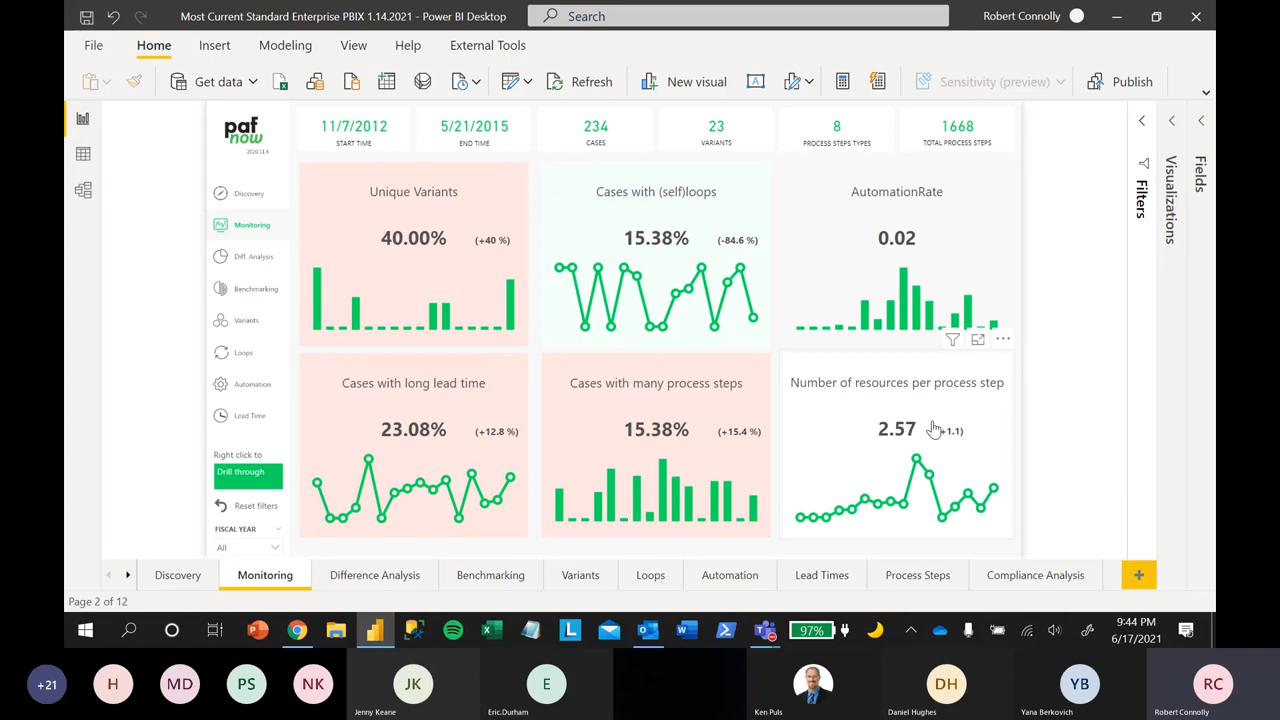 Most Current Standard Enterprise PBIX 1.14.2021 - Power BI Desktop
Search
Robert Connolly
File
Home
Insert
Modeling
View
Help
External Tools
Get data
Refresh
New visual
Sensitivity (preview)
Publish
paf
now
2020.11.4
11/7/2012
START TIME
5/21/2015
END TIME
234
CASES
23
VARIANTS
8
PROCESS STEPS TYPES
1668
TOTAL PROCESS STEPS
Discovery
Monitoring
Diff. Analysis
Benchmarking
Variants
Loops
Automation
Lead Time
Right click to
Drill through
Reset filters
FISCAL YEAR
All
Unique Variants
40.00% (+40 %)
Cases with (self)loops
15.38% (-84.6 %)
AutomationRate
0.02
Cases with long lead time
23.08% (+12.8 %)
Cases with many process steps
15.38% (+15.4 %)
Number of resources per process step
2.57 +1.1)
Filters
Visualizations
Fields
Discovery
Monitoring
Difference Analysis
Benchmarking
Variants
Loops
Automation
Lead Times
Process Steps
Compliance Analysis
Page 2 of 12
97%
9:44 PM
6/17/2021
+21
H
MD
PS
NK
JK
Jenny Keane
E
Eric.Durham
Ken Puls
DH
Daniel Hughes
YB
Yana Berkovich
RC
Robert Connolly